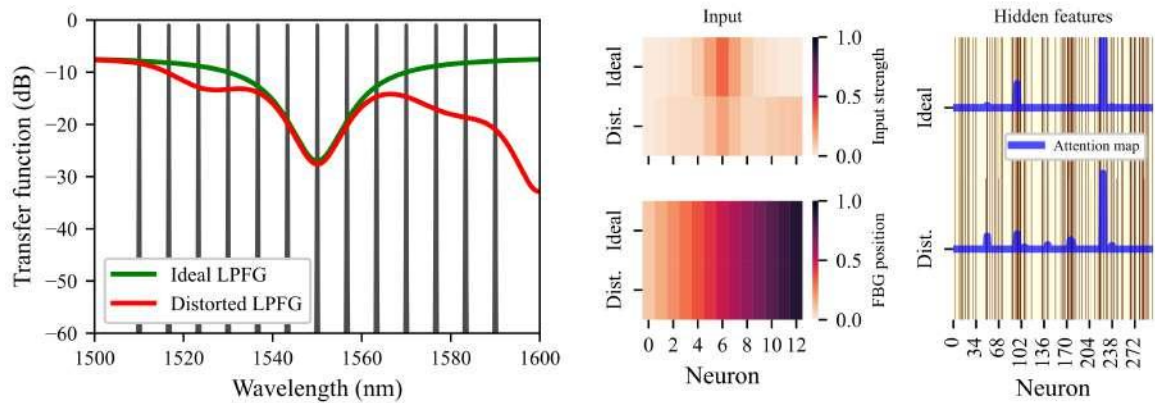 0
−10
−20
−30
−40
−50
−60
Transfer function (dB)
Ideal LPFG
Distorted LPFG
1500 1520 1540 1560 1580 1600
Wavelength (nm)
Input
Ideal
Dist.
1.0
0.5
0.0
Input strength
Ideal
Dist.
1.0
0.5
0.0
FBG position
0 2 4 6 8 10 12
Neuron
Hidden features
Ideal
Dist.
Attention map
0 34 68 102 136 170 204 238 272
Neuron